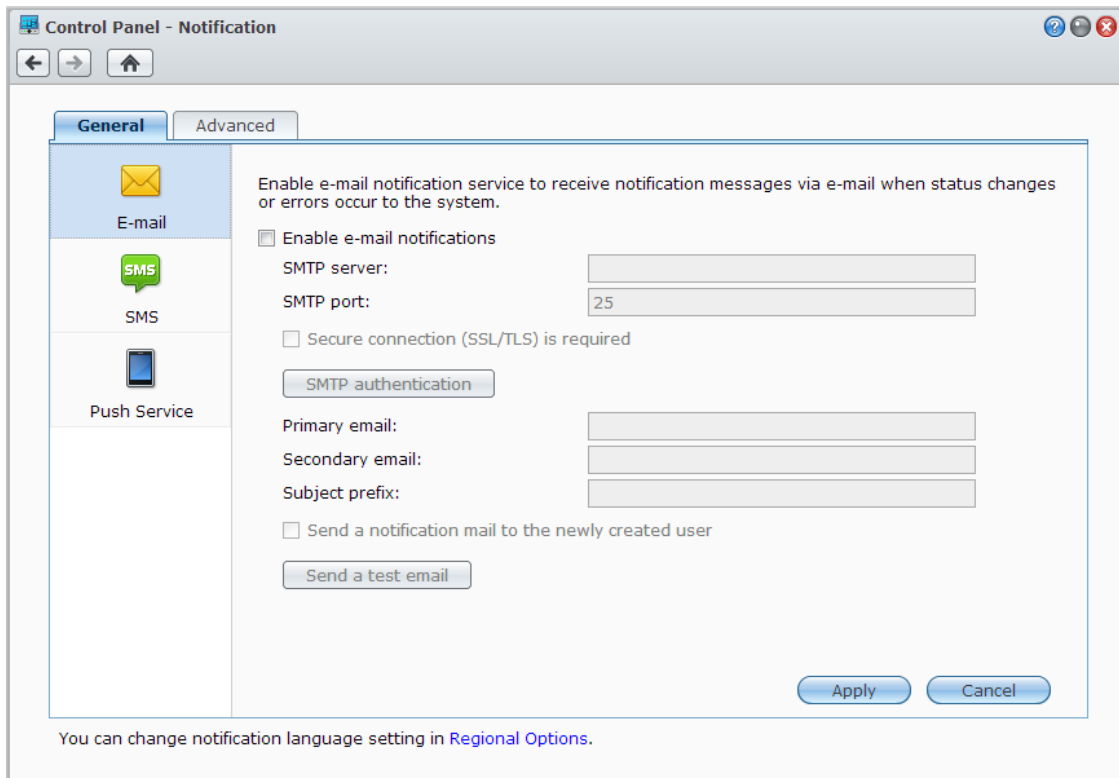 Control Panel - Notification
General
Advanced
E-mail
SMS
SMS
Push Service
Enable e-mail notification service to receive notification messages via e-mail when status changes
or errors occur to the system.
Enable e-mail notifications
SMTP server:
SMTP port: 25
Secure connection (SSL/TLS) is required
SMTP authentication
Primary email:
Secondary email:
Subject prefix:
Send a notification mail to the newly created user
Send a test email
Apply
Cancel
You can change notification language setting in Regional Options.